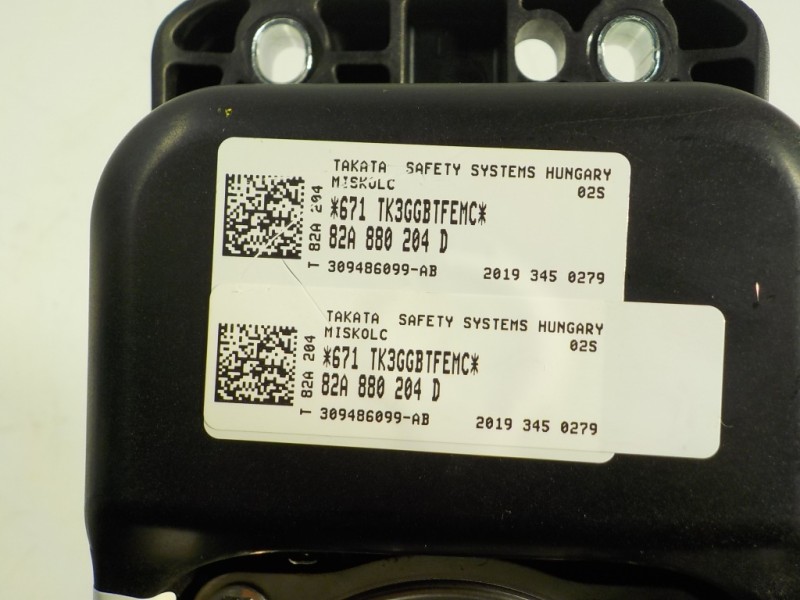 TAKATA SAFETY SYSTEMS HUNGARY
MISKOLC 02S
*671 TK3GGBTFEMC*
82A 880 204 D
T 82A 204
309486099-AB 2019 345 0279
TAKATA SAFETY SYSTEMS HUNGARY
MISKOLC 02S
*671 TK3GGBTFEMC*
82A 880 204 D
T 82A 204
309486099-AB 2019 345 0279